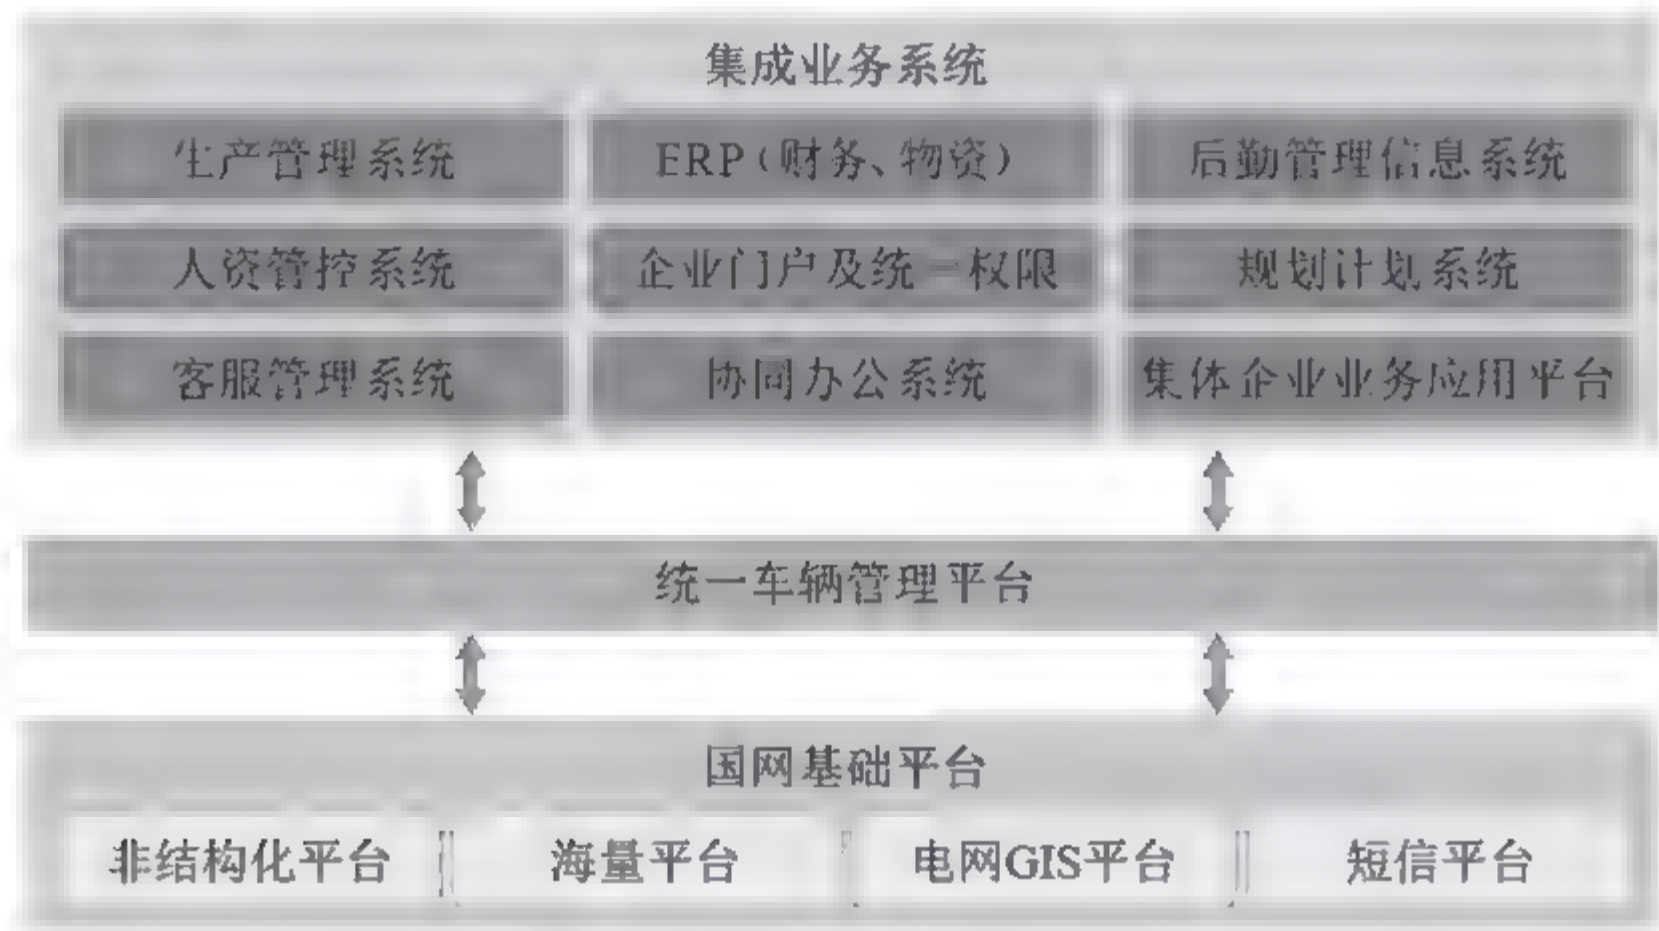 集成业务系统
生产管理系统 ERP（财务、物资） 后勤管理信息系统
人资管控系统 企业门户及统一权限 规划计划系统
客服管理系统 协同办公系统 集体企业业务应用平台
统一车辆管理平台
国网基础平台
非结构化平台 海量平台 电网GIS平台 短信平台